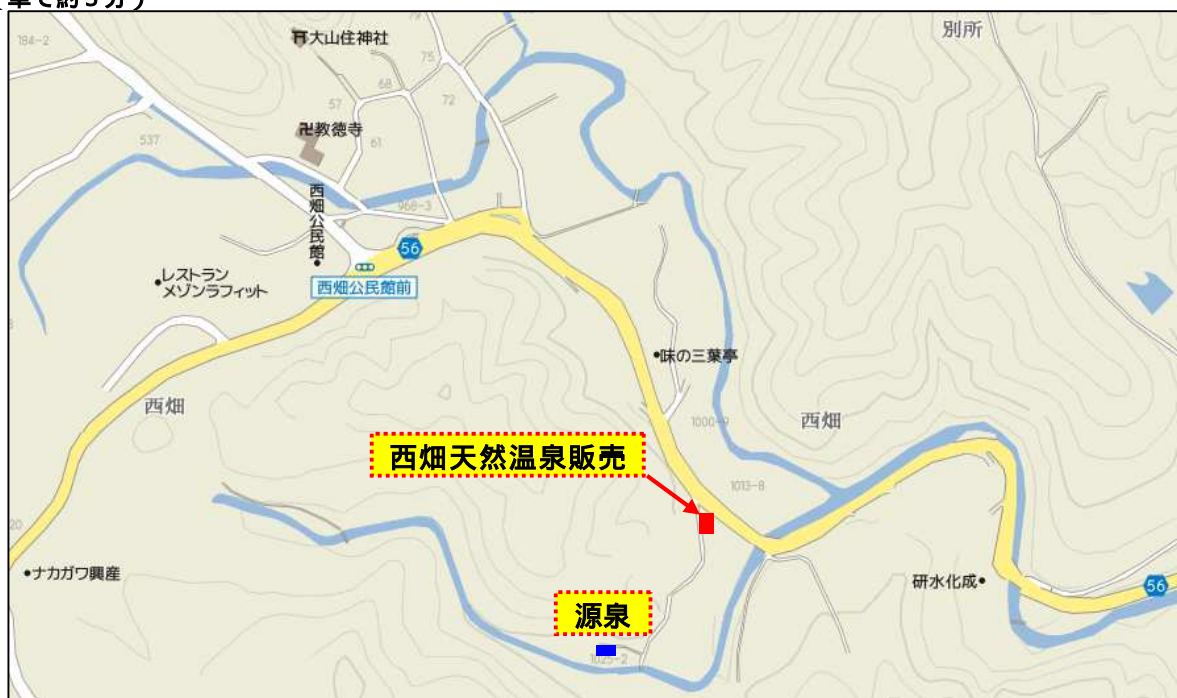 (車で約5分)
184-2
大山住神社
別所
79
75
68
72
57
卍教徳寺
61
537
968-3
西畑公民館
56
レストラン
メゾンラフィット
西畑公民館前
味の三葉亭
西畑
1000-9
西畑
西畑天然温泉販売
1013-8
20
ナカガワ興産
研水化成
56
源泉
1025-2